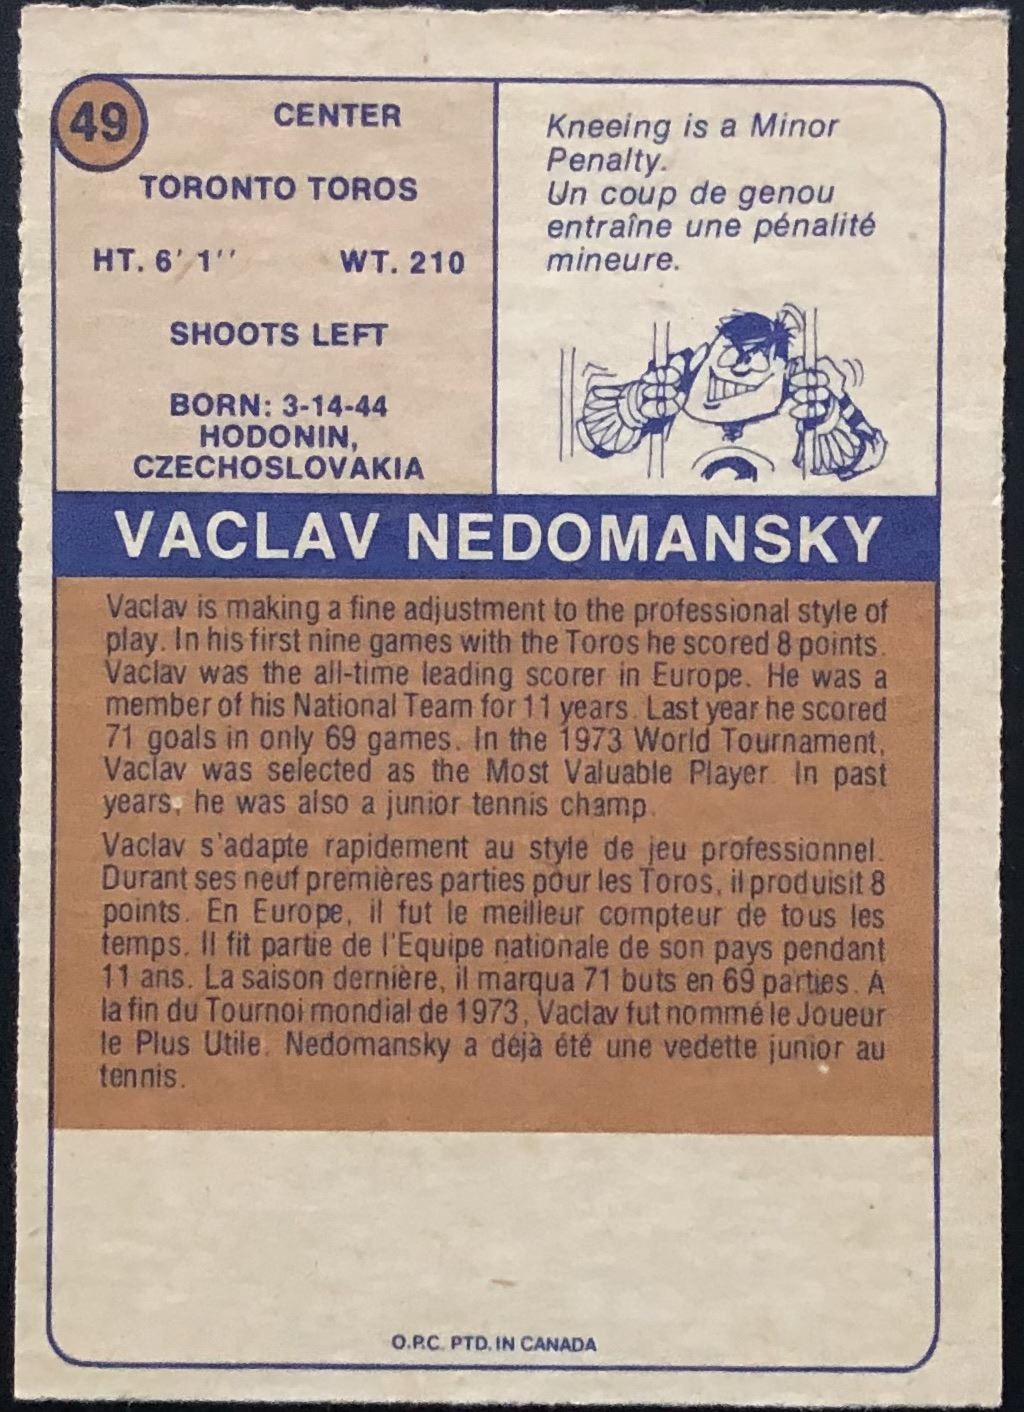 49
CENTER
TORONTO TOROS
HT. 6' 1'' WT. 210
SHOOTS LEFT
BORN: 3-14-44
HODONIN,
CZECHOSLOVAKIA
Kneeing is a Minor
Penalty.
Un coup de genou
entraîne une pénalité
mineure.
VACLAV NEDOMANSKY
Vaclav is making a fine adjustment to the professional style of
play. In his first nine games with the Toros he scored 8 points.
Vaclav was the all-time leading scorer in Europe. He was a
member of his National Team for 11 years. Last year he scored
71 goals in only 69 games. In the 1973 World Tournament,
Vaclav was selected as the Most Valuable Player. In past
years, he was also a junior tennis champ.
Vaclav s'adapte rapidement au style de jeu professionnel.
Durant ses neuf premières parties pour les Toros, il produisit 8
points. En Europe, il fut le meilleur compteur de tous les
temps. Il fit partie de l'Equipe nationale de son pays pendant
11 ans. La saison dernière, il marqua 71 buts en 69 parties. A
la fin du Tournoi mondial de 1973, Vaclav fut nommé le Joueur
le Plus Utile. Nedomansky a déjà été une vedette junior au
tennis.
O.P.C. PTD. IN CANADA